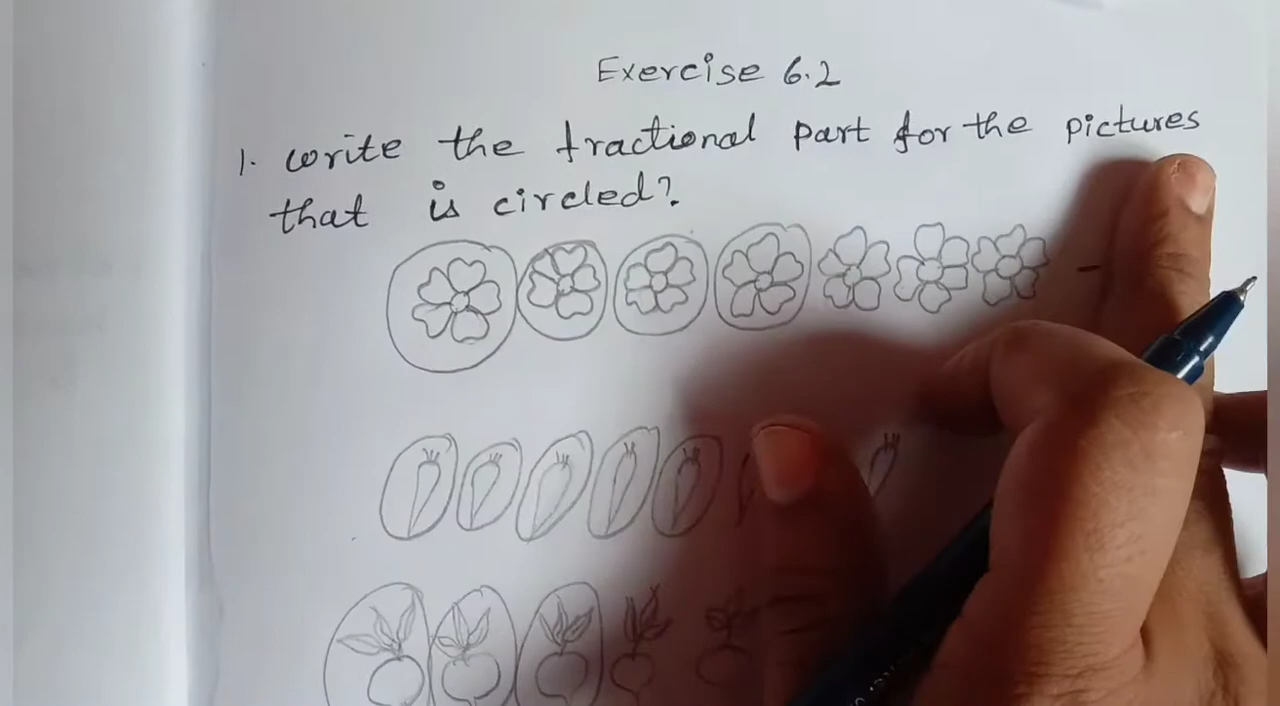 Exercise 6.2
1. Write the fractional part for the pictures
that is circled?